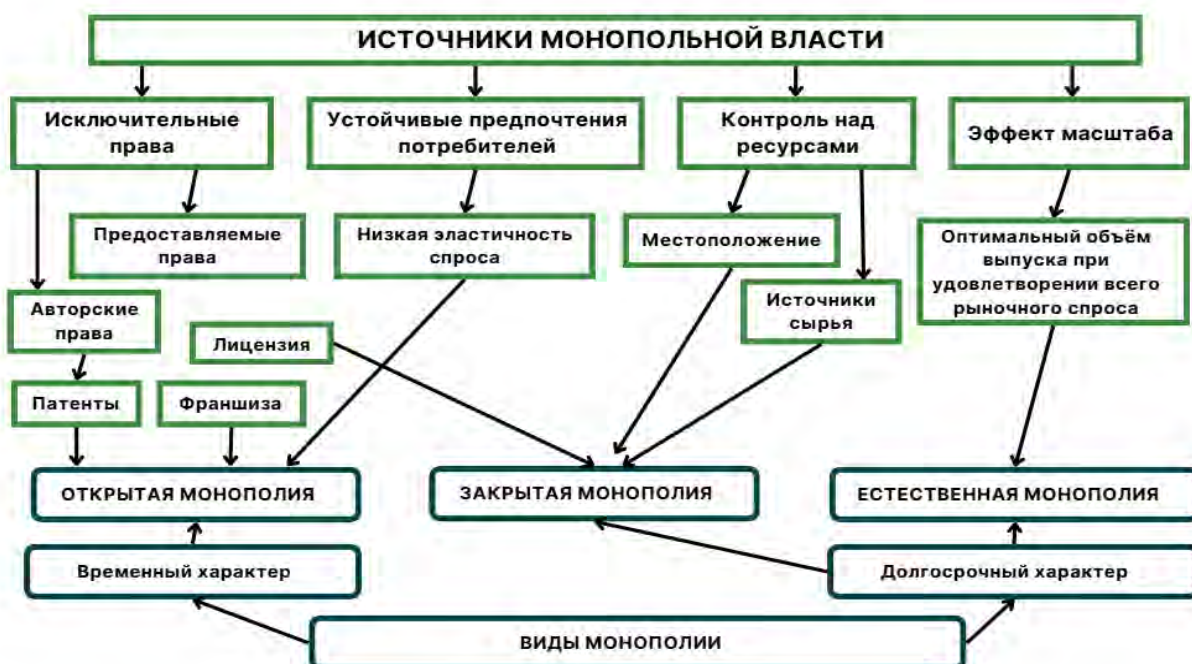 ИСТОЧНИКИ МОНОПОЛЬНОЙ ВЛАСТИ
Исключительные
права
Устойчивые предпочтения
потребителей
Контроль над
ресурсами
Эффект масштаба
Предоставляемые
права
Низкая эластичность
спроса
Местоположение
Оптимальный объём
выпуска при
удовлетворении всего
рыночного спроса
Авторские
права
Источники
сырья
Лицензия
Патенты
Франшиза
ОТКРЫТАЯ МОНОПОЛИЯ
ЗАКРЫТАЯ МОНОПОЛИЯ
ЕСТЕСТВЕННАЯ МОНОПОЛИЯ
Временный характер
Долгосрочный характер
ВИДЫ МОНОПОЛИИ